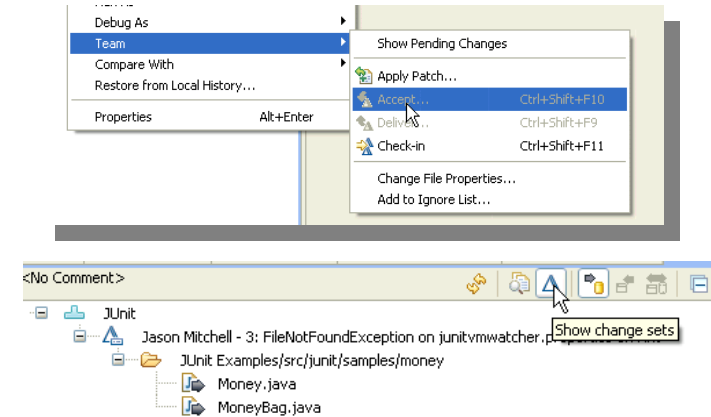 Debug As
Team
Compare With
Restore from Local History...
Properties Alt+Enter
Show Pending Changes
Apply Patch...
Accept... Ctrl+Shift+F10
Ctrl+Shift+F9
Check-in Ctrl+Shift+F11
Change File Properties...
Add to Ignore List...
<No Comment>
Show change sets
JUnit
Jason Mitchell - 3: FileNotFoundException on junitvmwatcher.
JUnit Examples/src/junit/samples/money
Money.java
MoneyBag.java